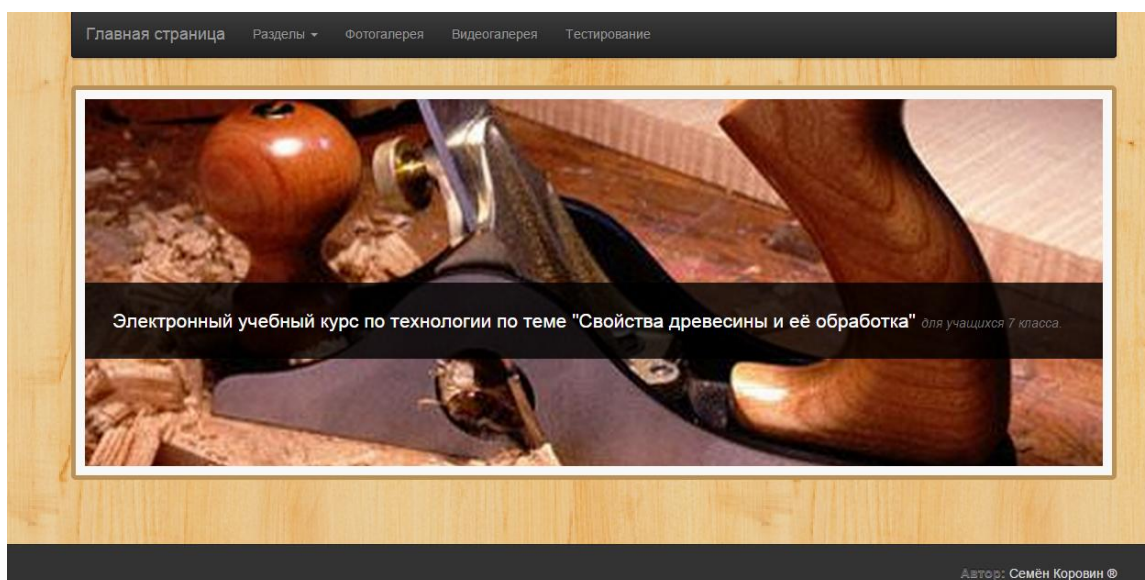 Главная страница Разделы Фотогалерея Видеогалерея Тестирование
Электронный учебный курс по технологии по теме "Свойства древесины и её обработка" для учащихся 7 класса.
Автор: Семён Коровин ®